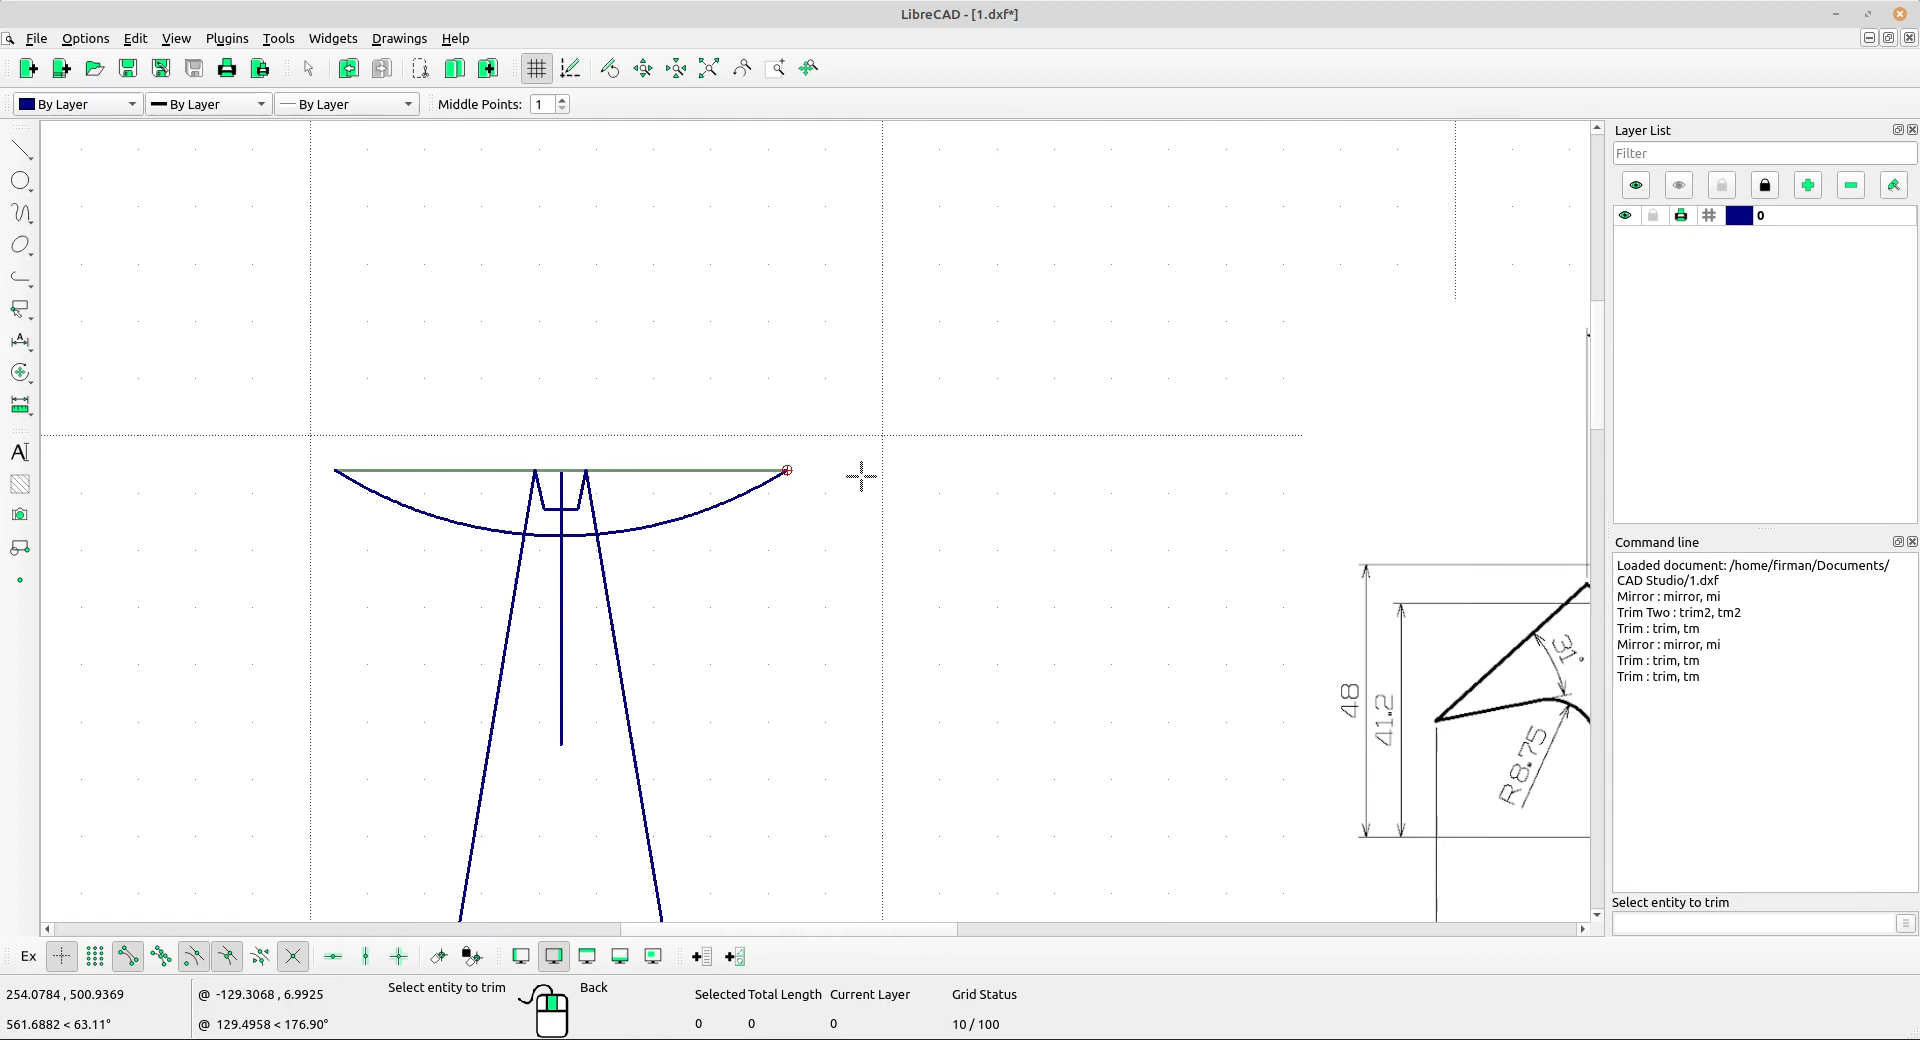 LibreCAD - [1.dxf*]
File Options Edit View Plugins Tools Widgets Drawings Help
By Layer By Layer By Layer Middle Points: 1
Layer List
Filter
0
Command line
Loaded document: /home/firman/Documents/
CAD Studio/1.dxf
Mirror : mirror, mi
Trim Two : trim2, tm2
Trim : trim, tm
Mirror : mirror, mi
Trim : trim, tm
Trim : trim, tm
31°
48
41.2
R8.75
Select entity to trim
Ex
254.0784 , 500.9369 @ -129.3068 , 6.9925 Select entity to trim Back Selected Total Length Current Layer Grid Status
561.6882 < 63.11° @ 129.4958 < 176.90° 0 0 0 10 / 100